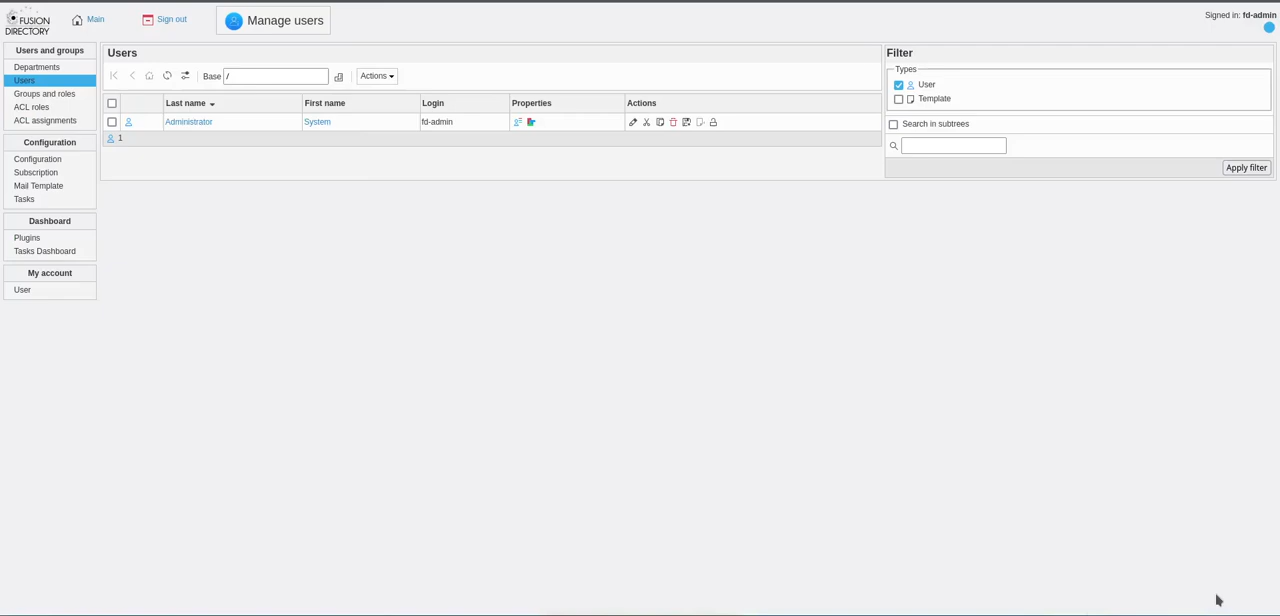 FUSION
DIRECTORY
Main
Sign out
Manage users
Signed in: fd-admin
Users and groups
Departments
Users
Groups and roles
ACL roles
ACL assignments
Configuration
Configuration
Subscription
Mail Template
Tasks
Dashboard
Plugins
Tasks Dashboard
My account
User
Users
Base / Actions
Last name First name Login Properties Actions
Administrator System fd-admin
1
Filter
Types
User
Template
Search in subtrees
Apply filter